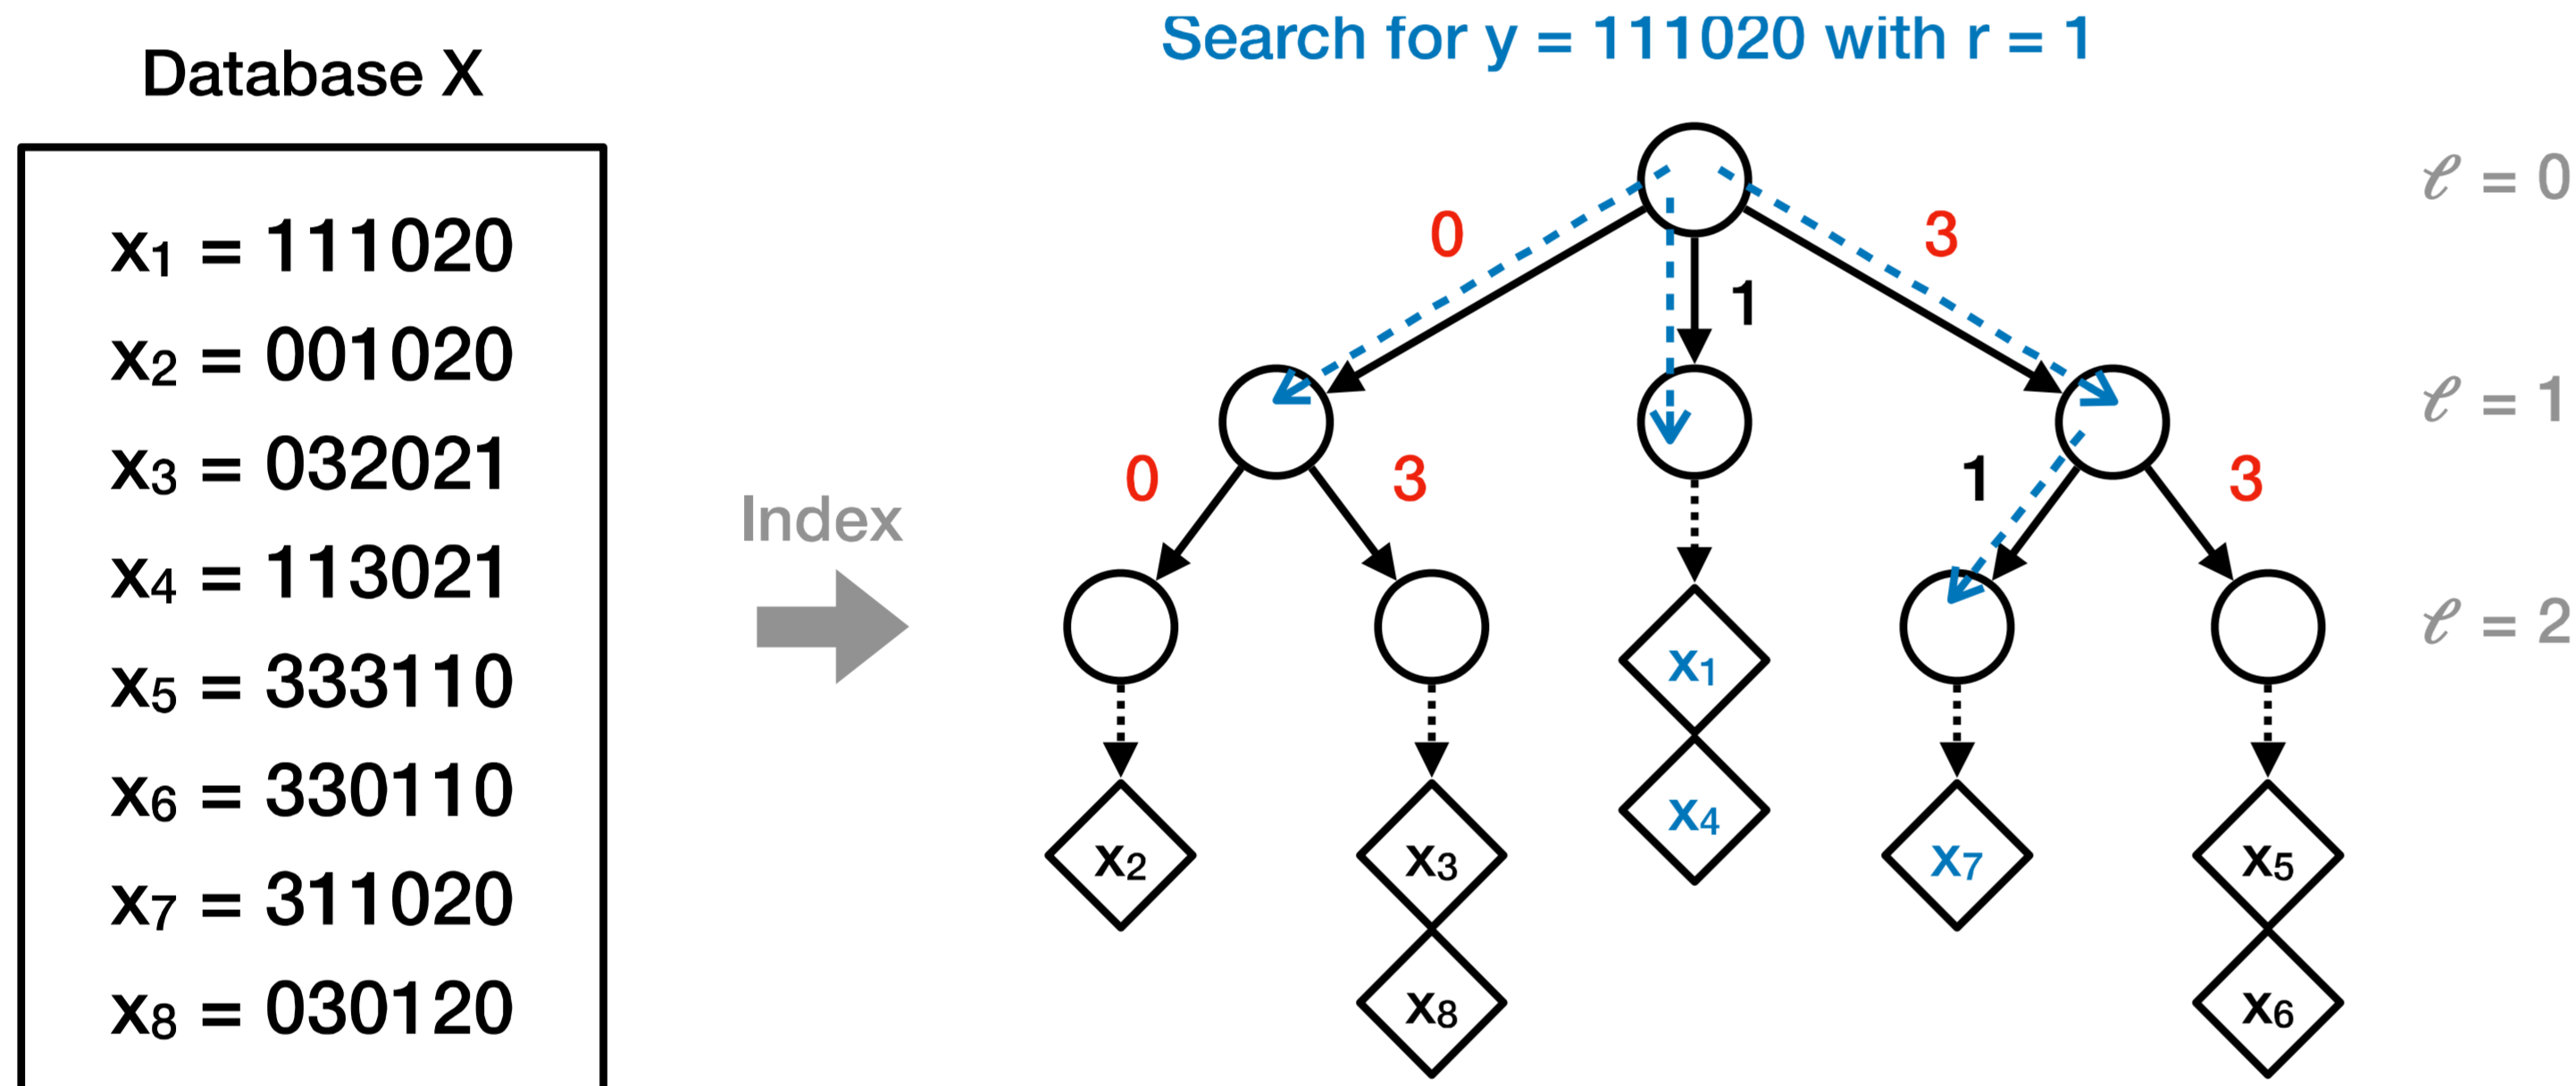 Search for y = 111020 with r = 1
Database X
x₁ = 111020
x₂ = 001020
x₃ = 032021
x₄ = 113021
x₅ = 333110
x₆ = 330110
x₇ = 311020
x₈ = 030120
Index
0
1
3
ℓ = 0
0
3
1
3
ℓ = 1
ℓ = 2
x₁
x₄
x₂
x₃
x₇
x₅
x₈
x₆